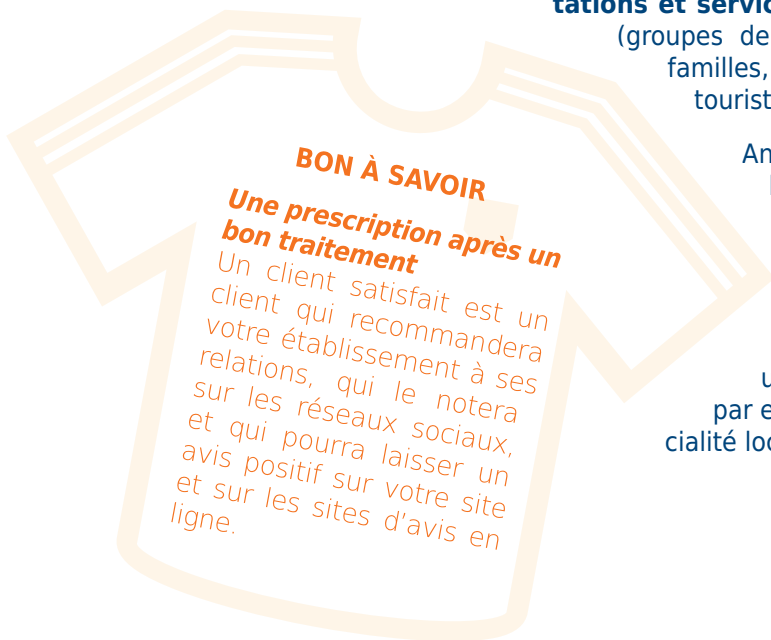 tations et servic
(groupes de
familles,
tourist
An
BON À SAVOIR
Une prescription après un
bon traitement
Un client satisfait est un
client qui recommandera
votre établissement à ses
relations, qui le notera
sur les réseaux sociaux,
et qui pourra laisser un
avis positif sur votre site
et sur les sites d'avis en
ligne.
u
par e
cialité loc